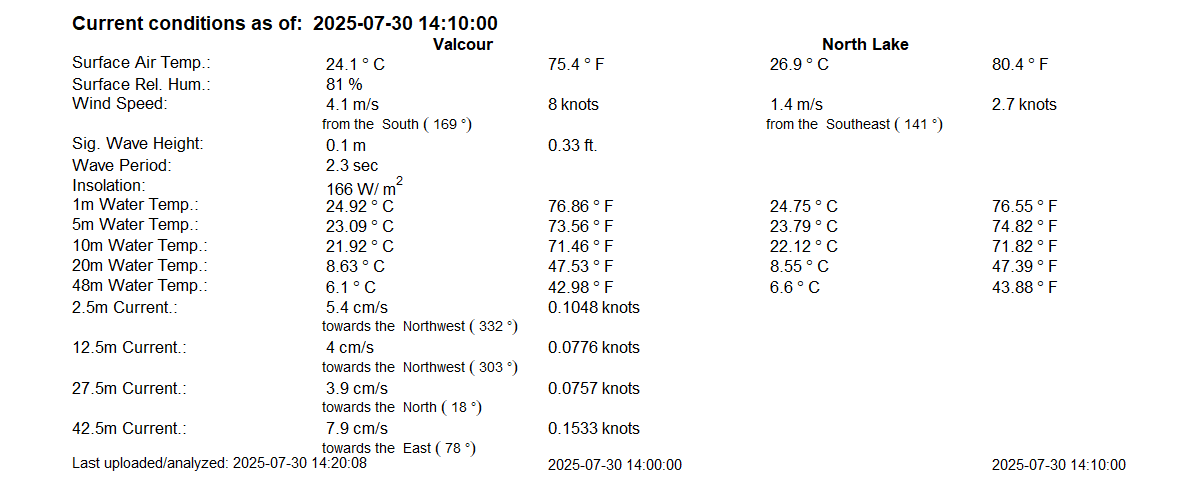 Current conditions as of: 2025-07-30 14:10:00
Valcour North Lake
Surface Air Temp.: 24.1 ° C 75.4 ° F 26.9 ° C 80.4 ° F
Surface Rel. Hum.: 81 %
Wind Speed: 4.1 m/s 8 knots 1.4 m/s 2.7 knots
from the South ( 169 °) from the Southeast ( 141 °)
Sig. Wave Height: 0.1 m 0.33 ft.
Wave Period: 2.3 sec
Insolation: 166 W/ m²
1m Water Temp.: 24.92 ° C 76.86 ° F 24.75 ° C 76.55 ° F
5m Water Temp.: 23.09 ° C 73.56 ° F 23.79 ° C 74.82 ° F
10m Water Temp.: 21.92 ° C 71.46 ° F 22.12 ° C 71.82 ° F
20m Water Temp.: 8.63 ° C 47.53 ° F 8.55 ° C 47.39 ° F
48m Water Temp.: 6.1 ° C 42.98 ° F 6.6 ° C 43.88 ° F
2.5m Current.: 5.4 cm/s 0.1048 knots
towards the Northwest ( 332 °)
12.5m Current.: 4 cm/s 0.0776 knots
towards the Northwest ( 303 °)
27.5m Current.: 3.9 cm/s 0.0757 knots
towards the North ( 18 °)
42.5m Current.: 7.9 cm/s 0.1533 knots
towards the East ( 78 °)
Last uploaded/analyzed: 2025-07-30 14:20:08 2025-07-30 14:00:00 2025-07-30 14:10:00